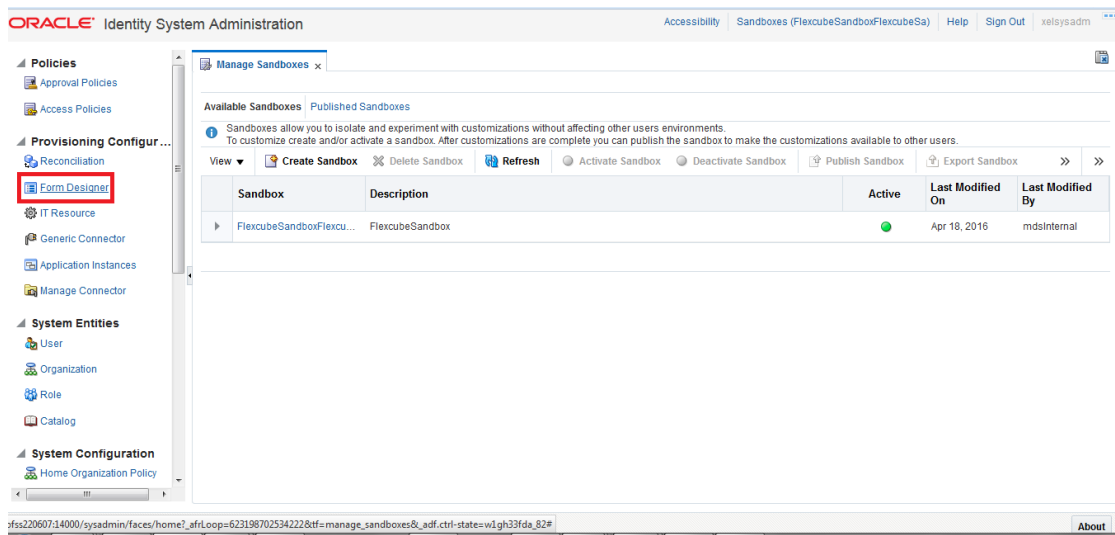 ORACLE Identity System Administration
Accessibility Sandboxes (FlexcubeSandboxFlexcubeSa) Help Sign Out xelsysadm
Policies
Approval Policies
Access Policies
Provisioning Configur...
Reconciliation
Form Designer
IT Resource
Generic Connector
Application Instances
Manage Connector
System Entities
User
Organization
Role
Catalog
System Configuration
Home Organization Policy
Manage Sandboxes x
Available Sandboxes Published Sandboxes
Sandboxes allow you to isolate and experiment with customizations without affecting other users environments.
To customize create and/or activate a sandbox. After customizations are complete you can publish the sandbox to make the customizations available to other users.
View Create Sandbox Delete Sandbox Refresh Activate Sandbox Deactivate Sandbox Publish Sandbox Export Sandbox » »
Sandbox Description Active Last Modified On Last Modified By
FlexcubeSandboxFlexcu... FlexcubeSandbox Apr 18, 2016 mdsInternal
ofss220607:14000/sysadmin/faces/home?_afrLoop=623198702534222&tf=manage_sandboxes&_adf.ctrl-state=w1gh33fda_82#
About